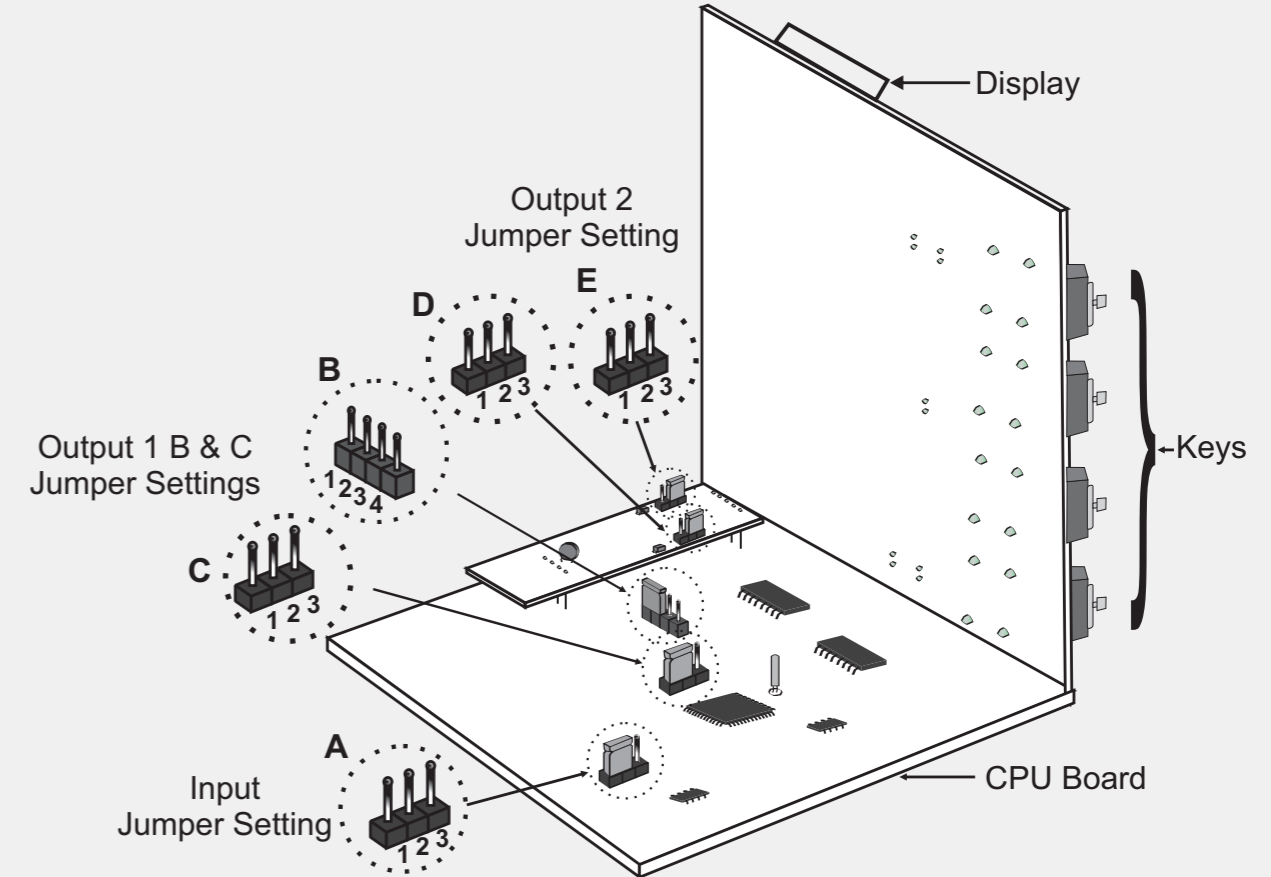 Display
Output 2
Jumper Setting
E
D
1 2 3
1 2 3
B
Output 1 B & C
Jumper Settings
1 2 3 4
Keys
C
1 2 3
A
Input
Jumper Setting
1 2 3
CPU Board